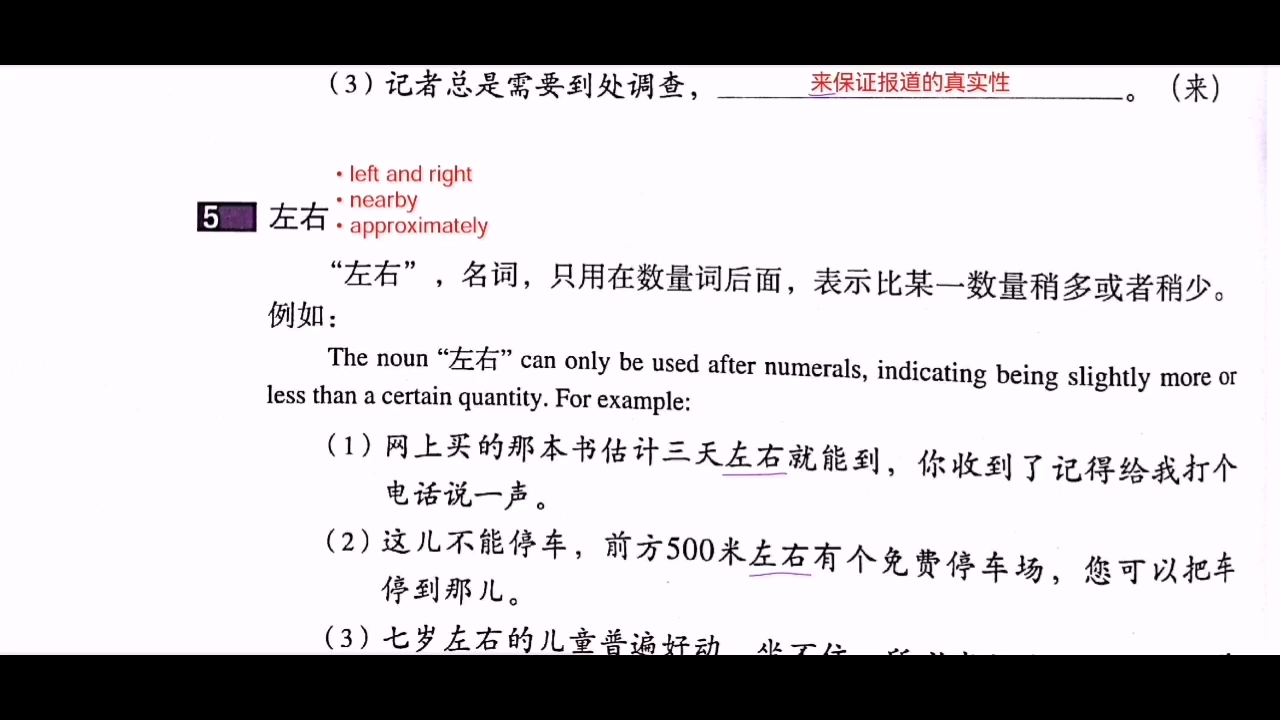 （3）记者总是需要到处调查，来保证报道的真实性。（来）
• left and right
• nearby
5 左右 • approximately
“左右”，名词，只用在数量词后面，表示比某一数量稍多或者稍少。
例如：
The noun “左右” can only be used after numerals, indicating being slightly more or
less than a certain quantity. For example:
（1）网上买的那本书估计三天左右就能到，你收到了记得给我打个
电话说一声。
（2）这儿不能停车，前方500米左右有个免费停车场，您可以把车
停到那儿。
（3）七岁左右的儿童普遍好动，坐不住，所